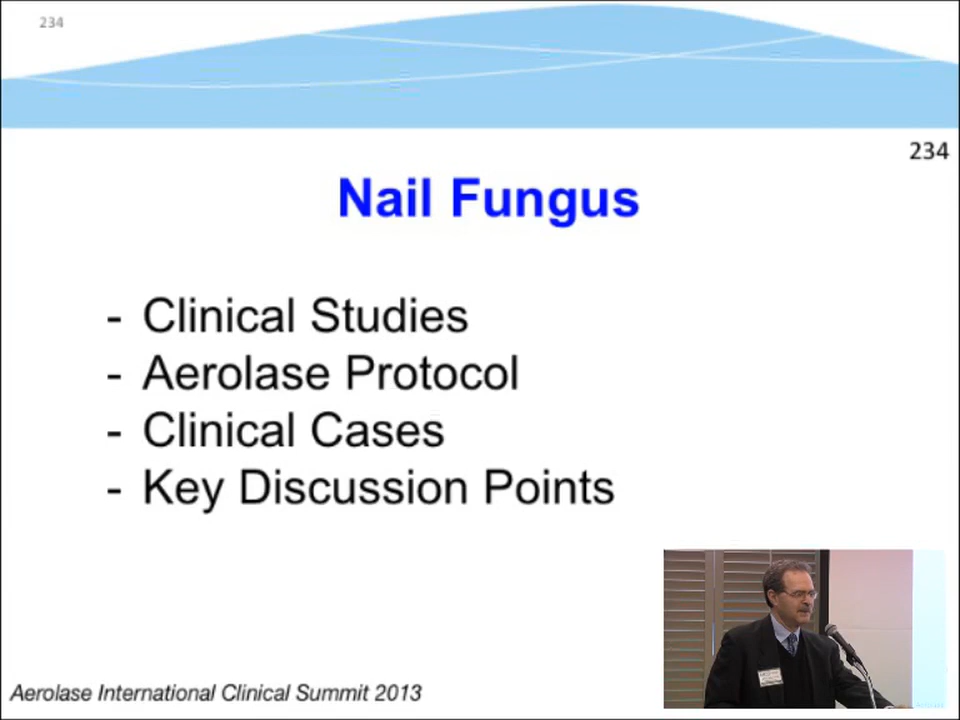 234
234
Nail Fungus
- Clinical Studies
- Aerolase Protocol
- Clinical Cases
- Key Discussion Points
Aerolase International Clinical Summit 2013